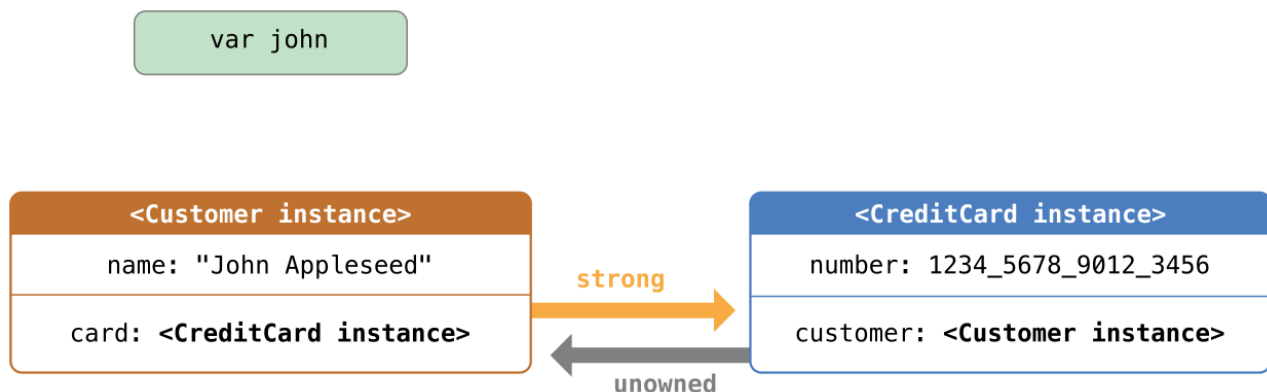 var john
<Customer instance>
name: "John Appleseed"
card: <CreditCard instance>
strong
unowned
<CreditCard instance>
number: 1234_5678_9012_3456
customer: <Customer instance>